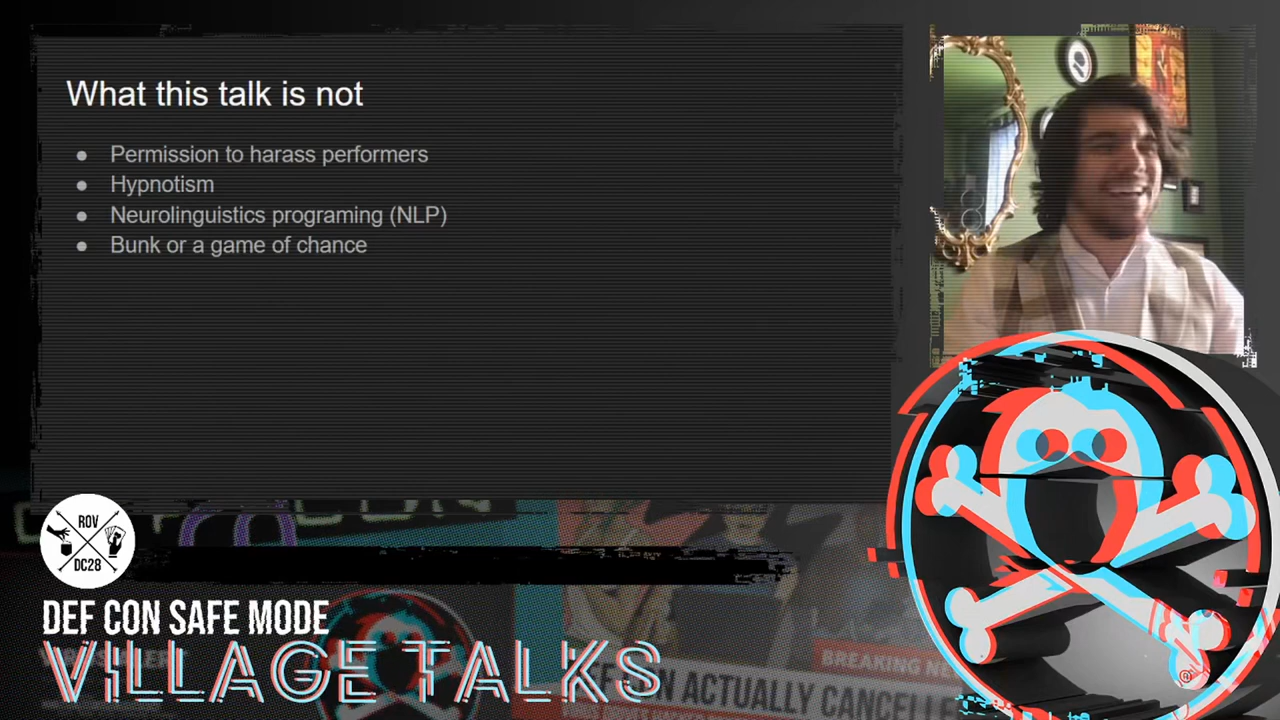 What this talk is not
● Permission to harass performers
● Hypnotism
● Neurolinguistics programing (NLP)
● Bunk or a game of chance
ROV
DC28
DEF CON SAFE MODE
VILLAGE TALKS
BREAKING NE
CON ACTUALLY CANCELLE
®